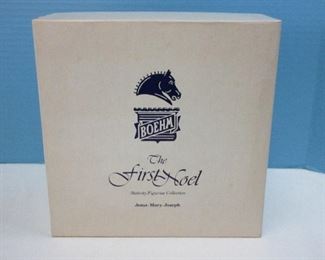 BOEHM
The
First Noel
Nativity Figurine Collection
Jesus - Mary - Joseph